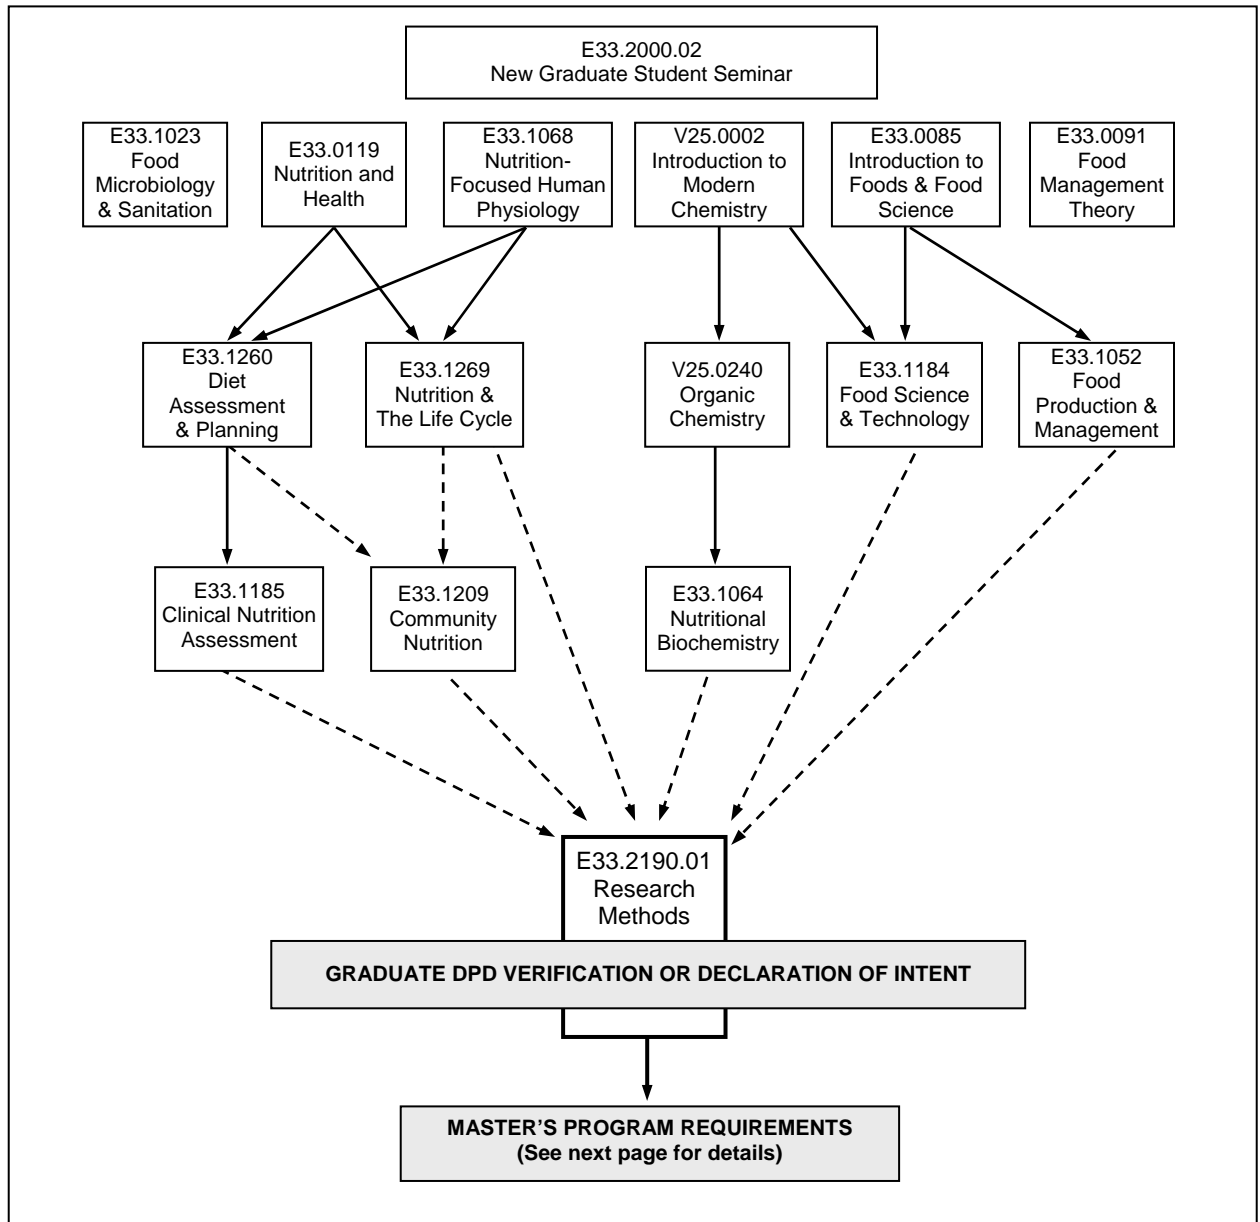 E33.2000.02
New Graduate Student Seminar
E33.1023
Food
Microbiology
& Sanitation
E33.0119
Nutrition and
Health
E33.1068
Nutrition-
Focused Human
Physiology
V25.0002
Introduction to
Modern
Chemistry
E33.0085
Introduction to
Foods & Food
Science
E33.0091
Food
Management
Theory
E33.1260
Diet
Assessment
& Planning
E33.1269
Nutrition &
The Life Cycle
V25.0240
Organic
Chemistry
E33.1184
Food Science
& Technology
E33.1052
Food
Production &
Management
E33.1185
Clinical Nutrition
Assessment
E33.1209
Community
Nutrition
E33.1064
Nutritional
Biochemistry
E33.2190.01
Research
Methods
GRADUATE DPD VERIFICATION OR DECLARATION OF INTENT
MASTER'S PROGRAM REQUIREMENTS
(See next page for details)